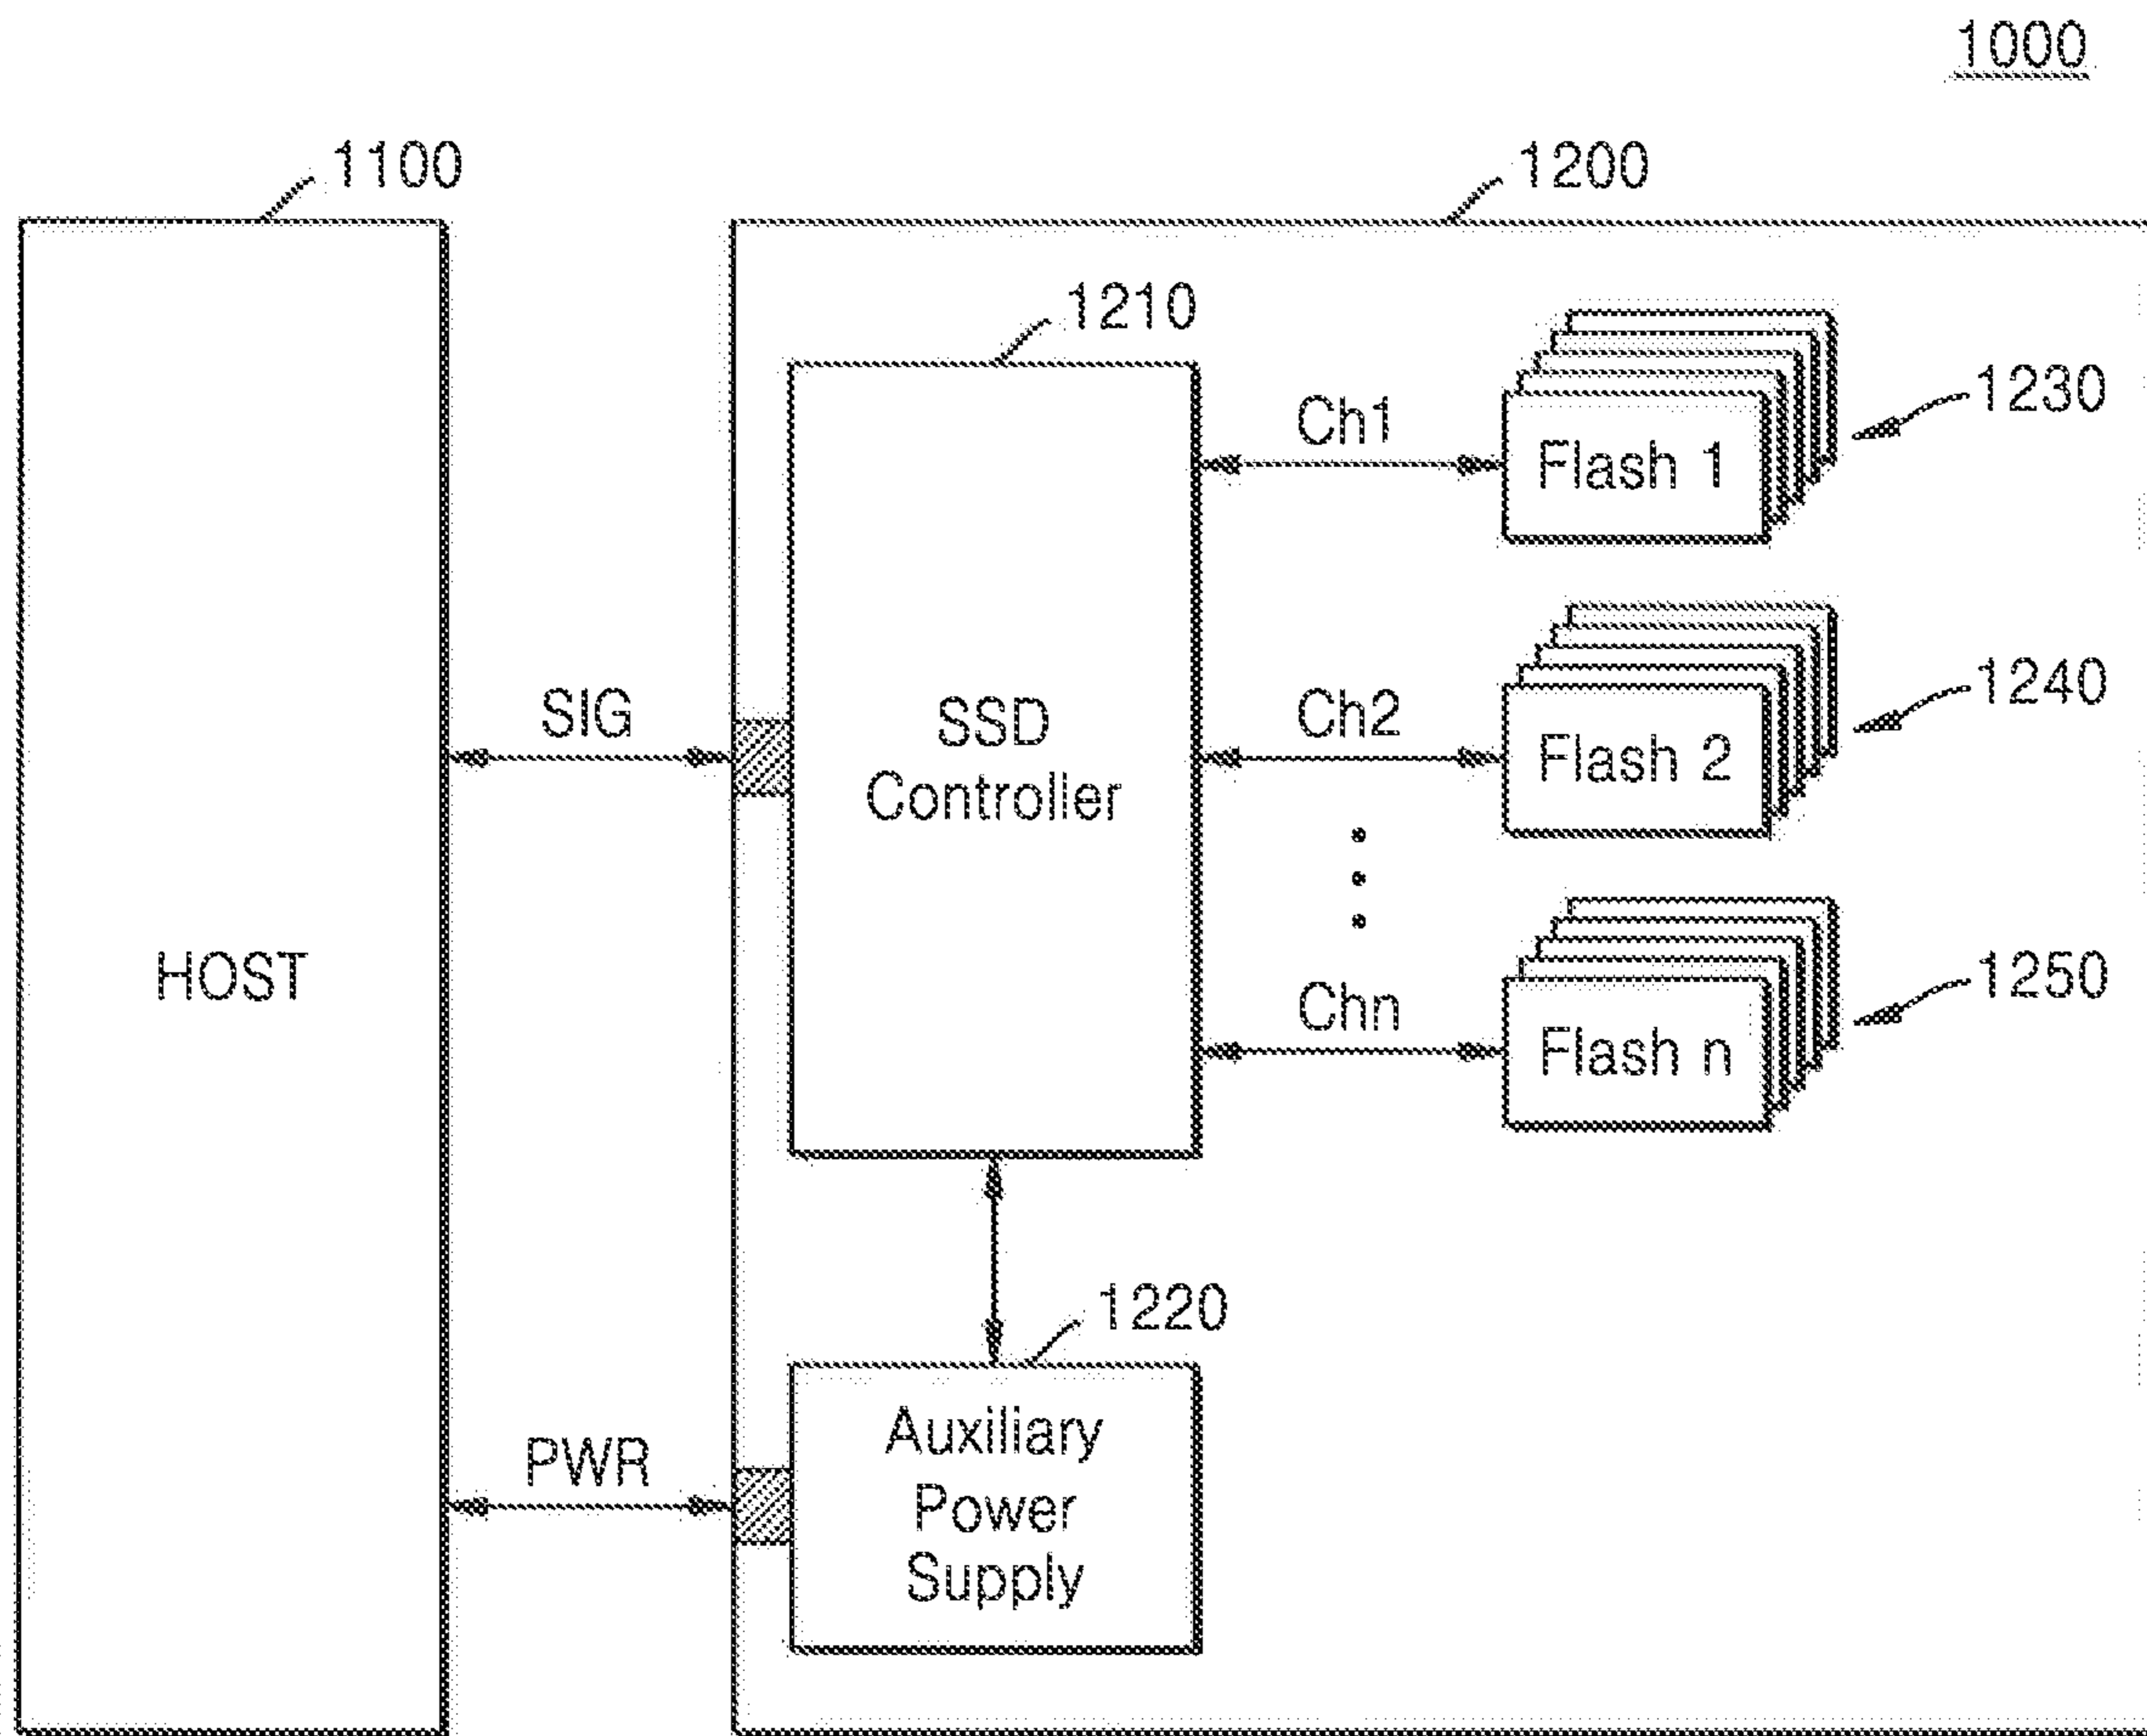 1000
1100
1200
1210
Ch1
Flash 1
1230
SIG
SSD
Controller
Ch2
Flash 2
1240
HOST
Chn
Flash n
1250
1220
PWR
Auxiliary
Power
Supply